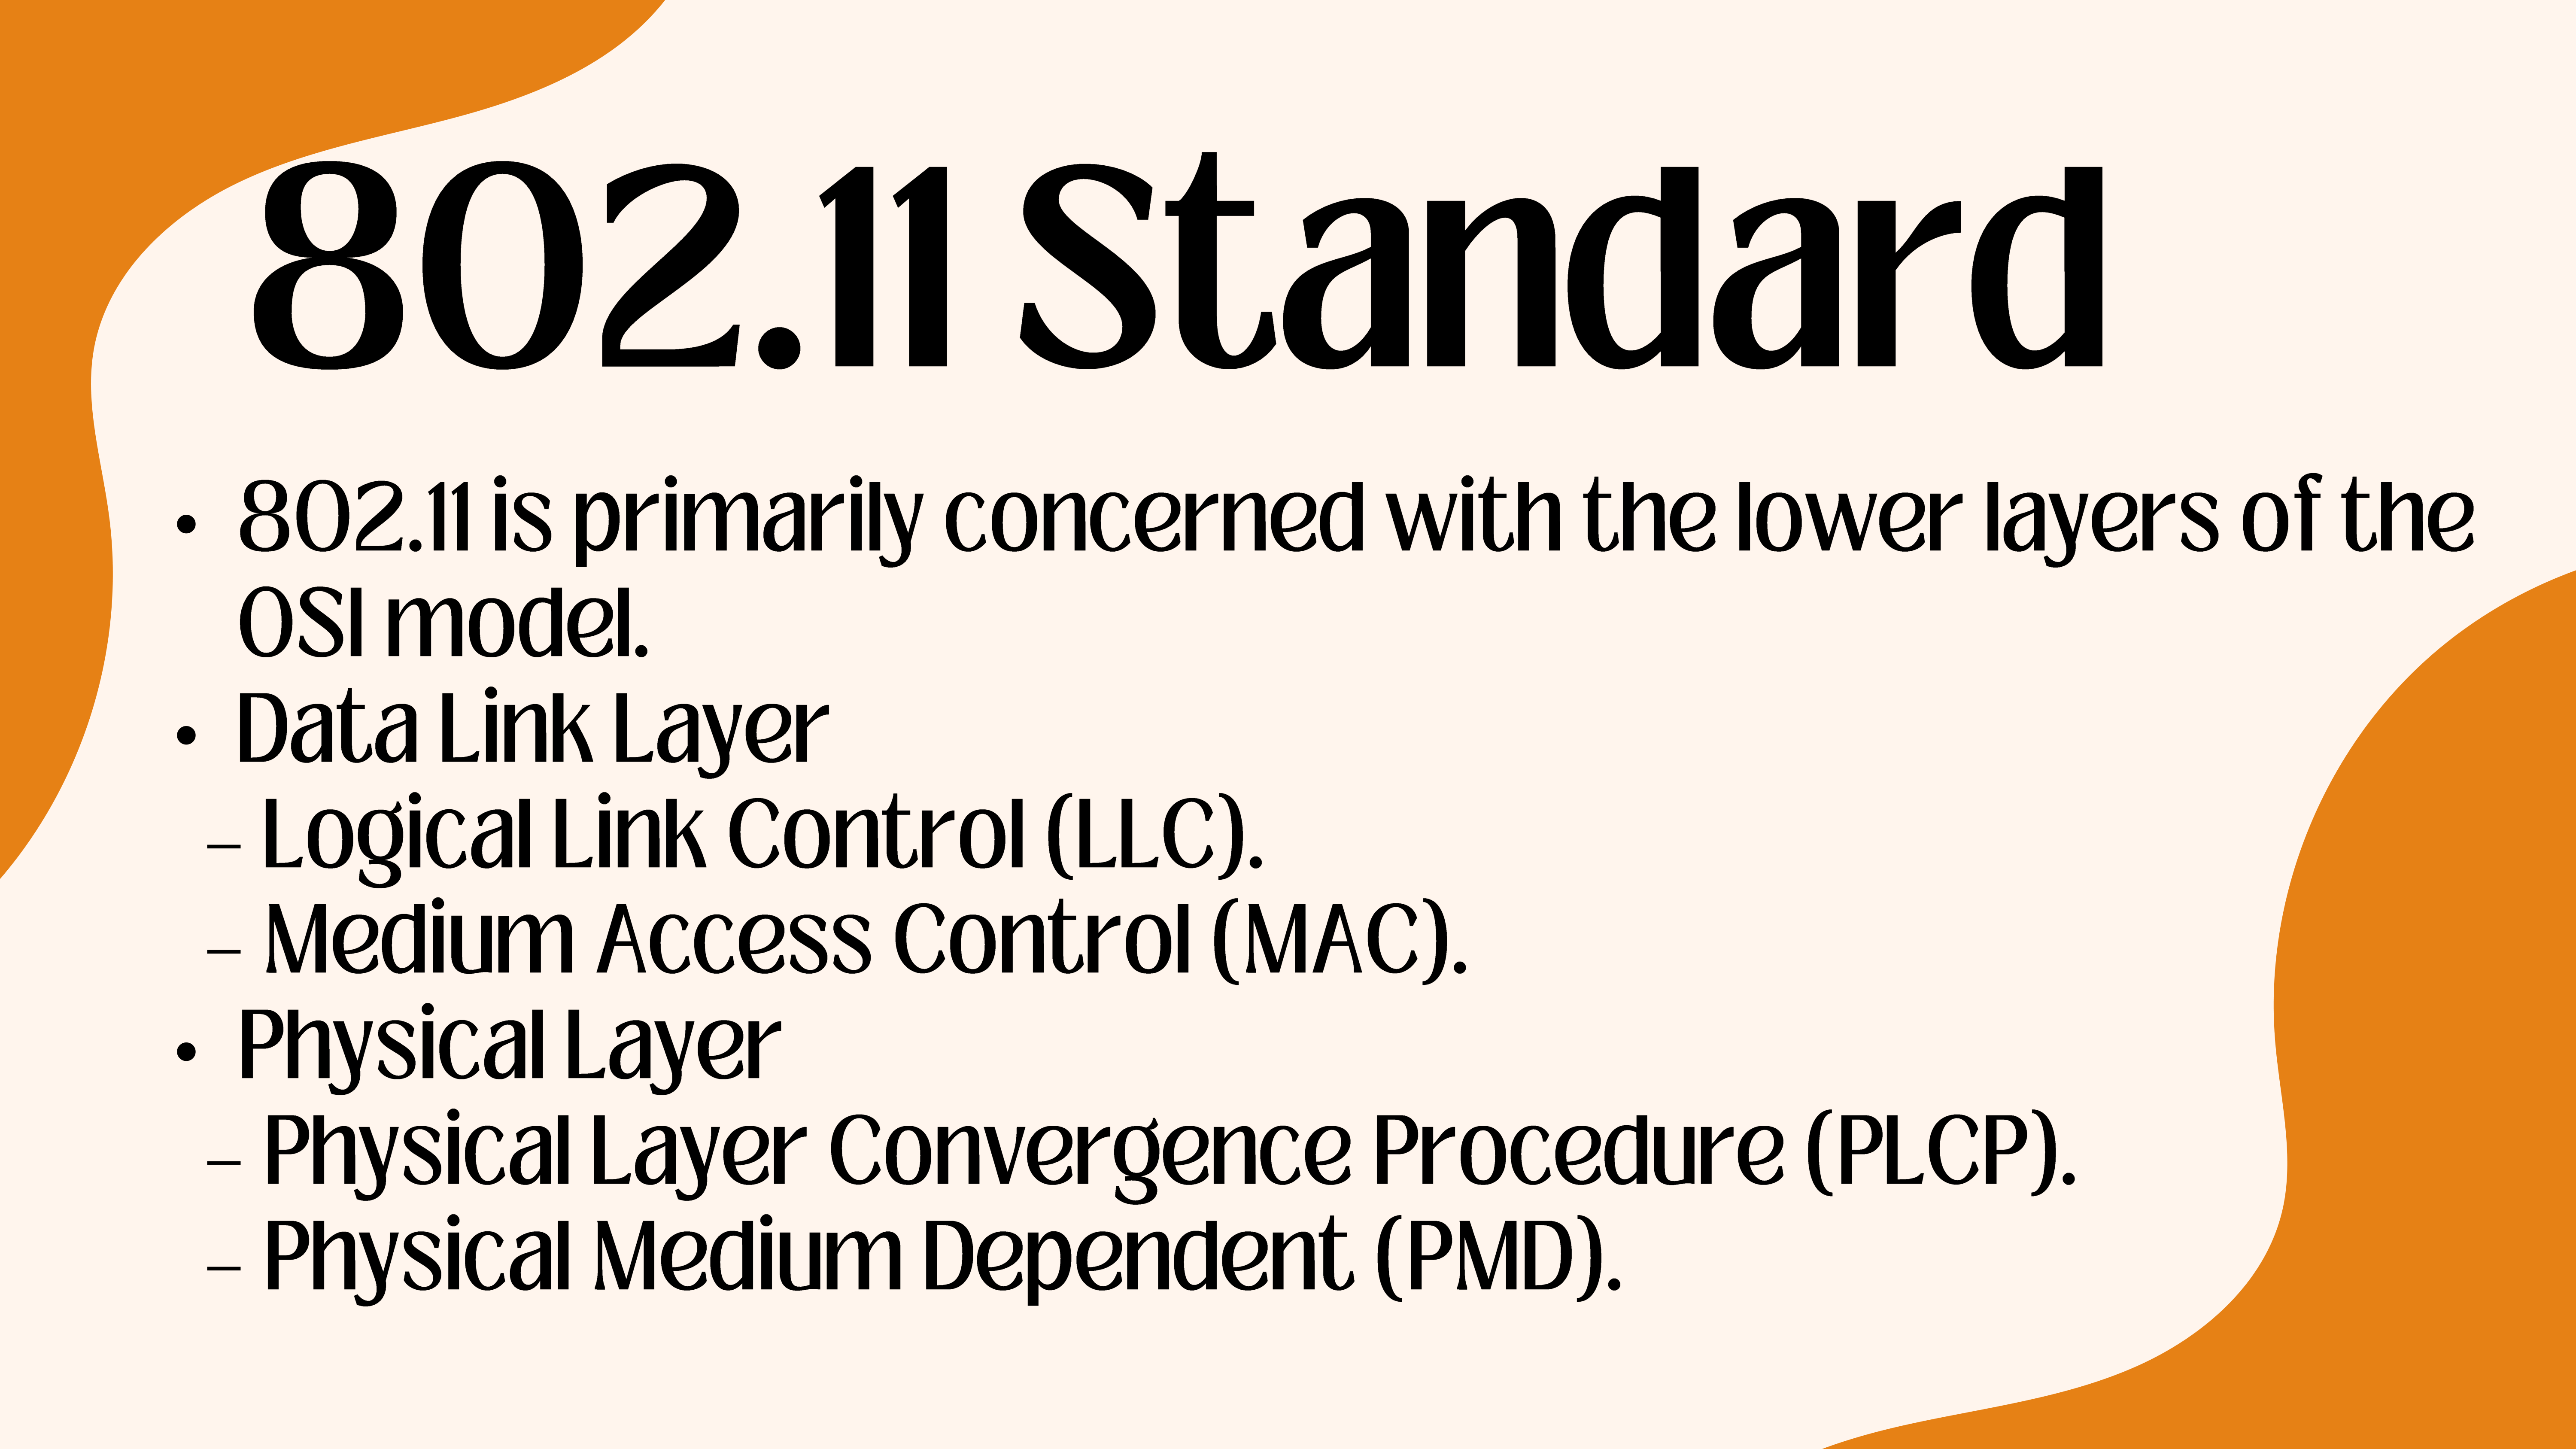 802.11 Standard
• 802.11 is primarily concerned with the lower layers of the
OSI model.
• Data Link Layer
– Logical Link Control (LLC).
– Medium Access Control (MAC).
• Physical Layer
– Physical Layer Convergence Procedure (PLCP).
– Physical Medium Dependent (PMD).